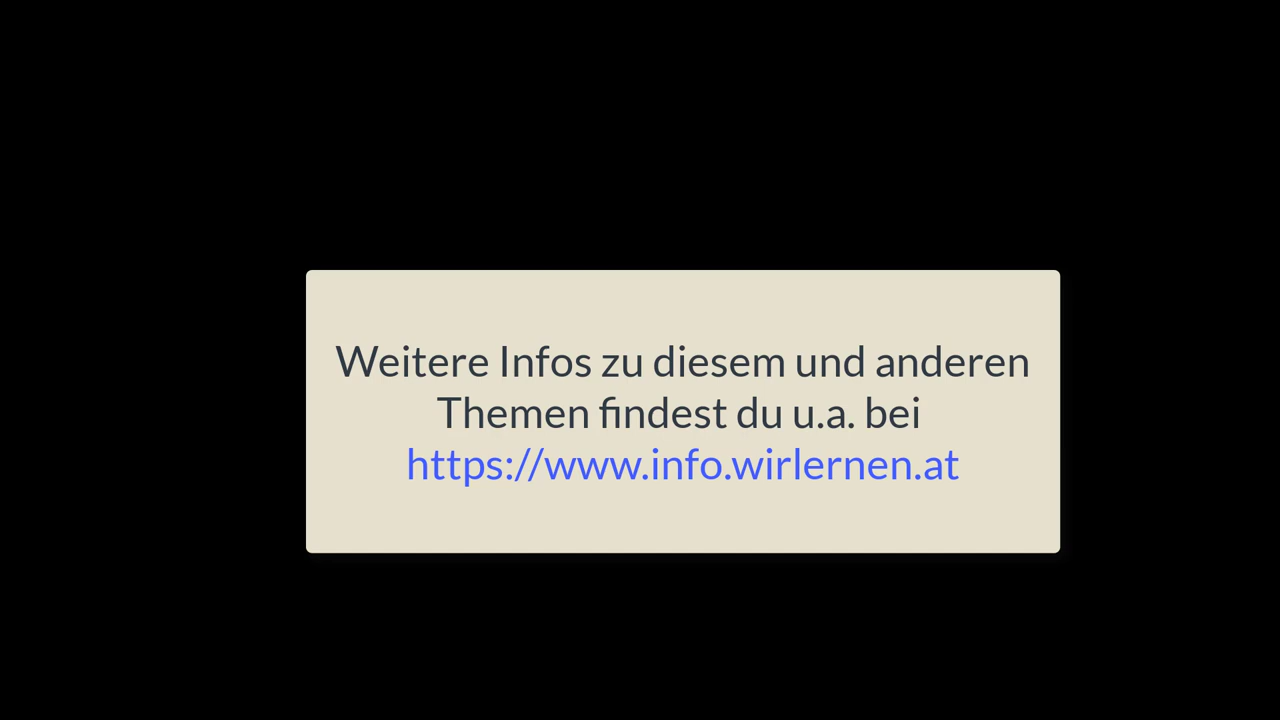 Weitere Infos zu diesem und anderen
Themen findest du u.a. bei
https://www.info.wirlernen.at